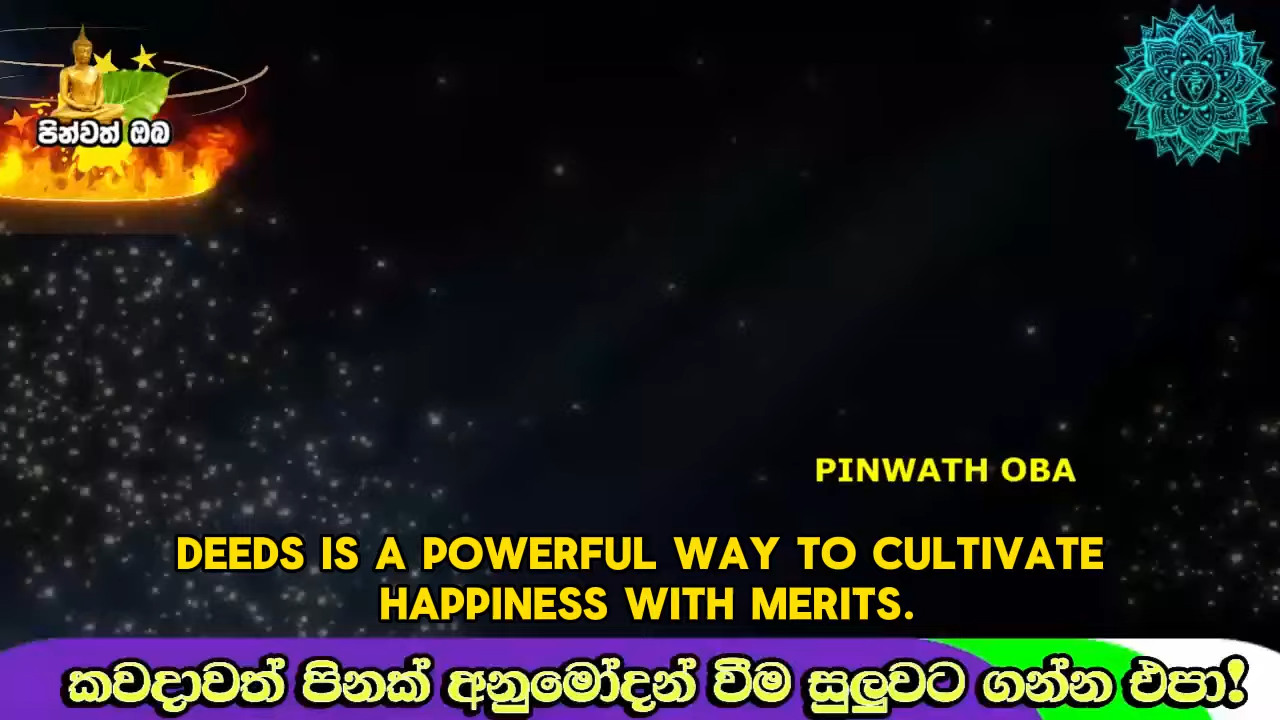 පින්වත් ඔබ
PINWATH OBA
DEEDS IS A POWERFUL WAY TO CULTIVATE
HAPPINESS WITH MERITS.
කවදාවත් පිනක් අනුමෝදන් වීම සුලුවට ගන්න එපා!